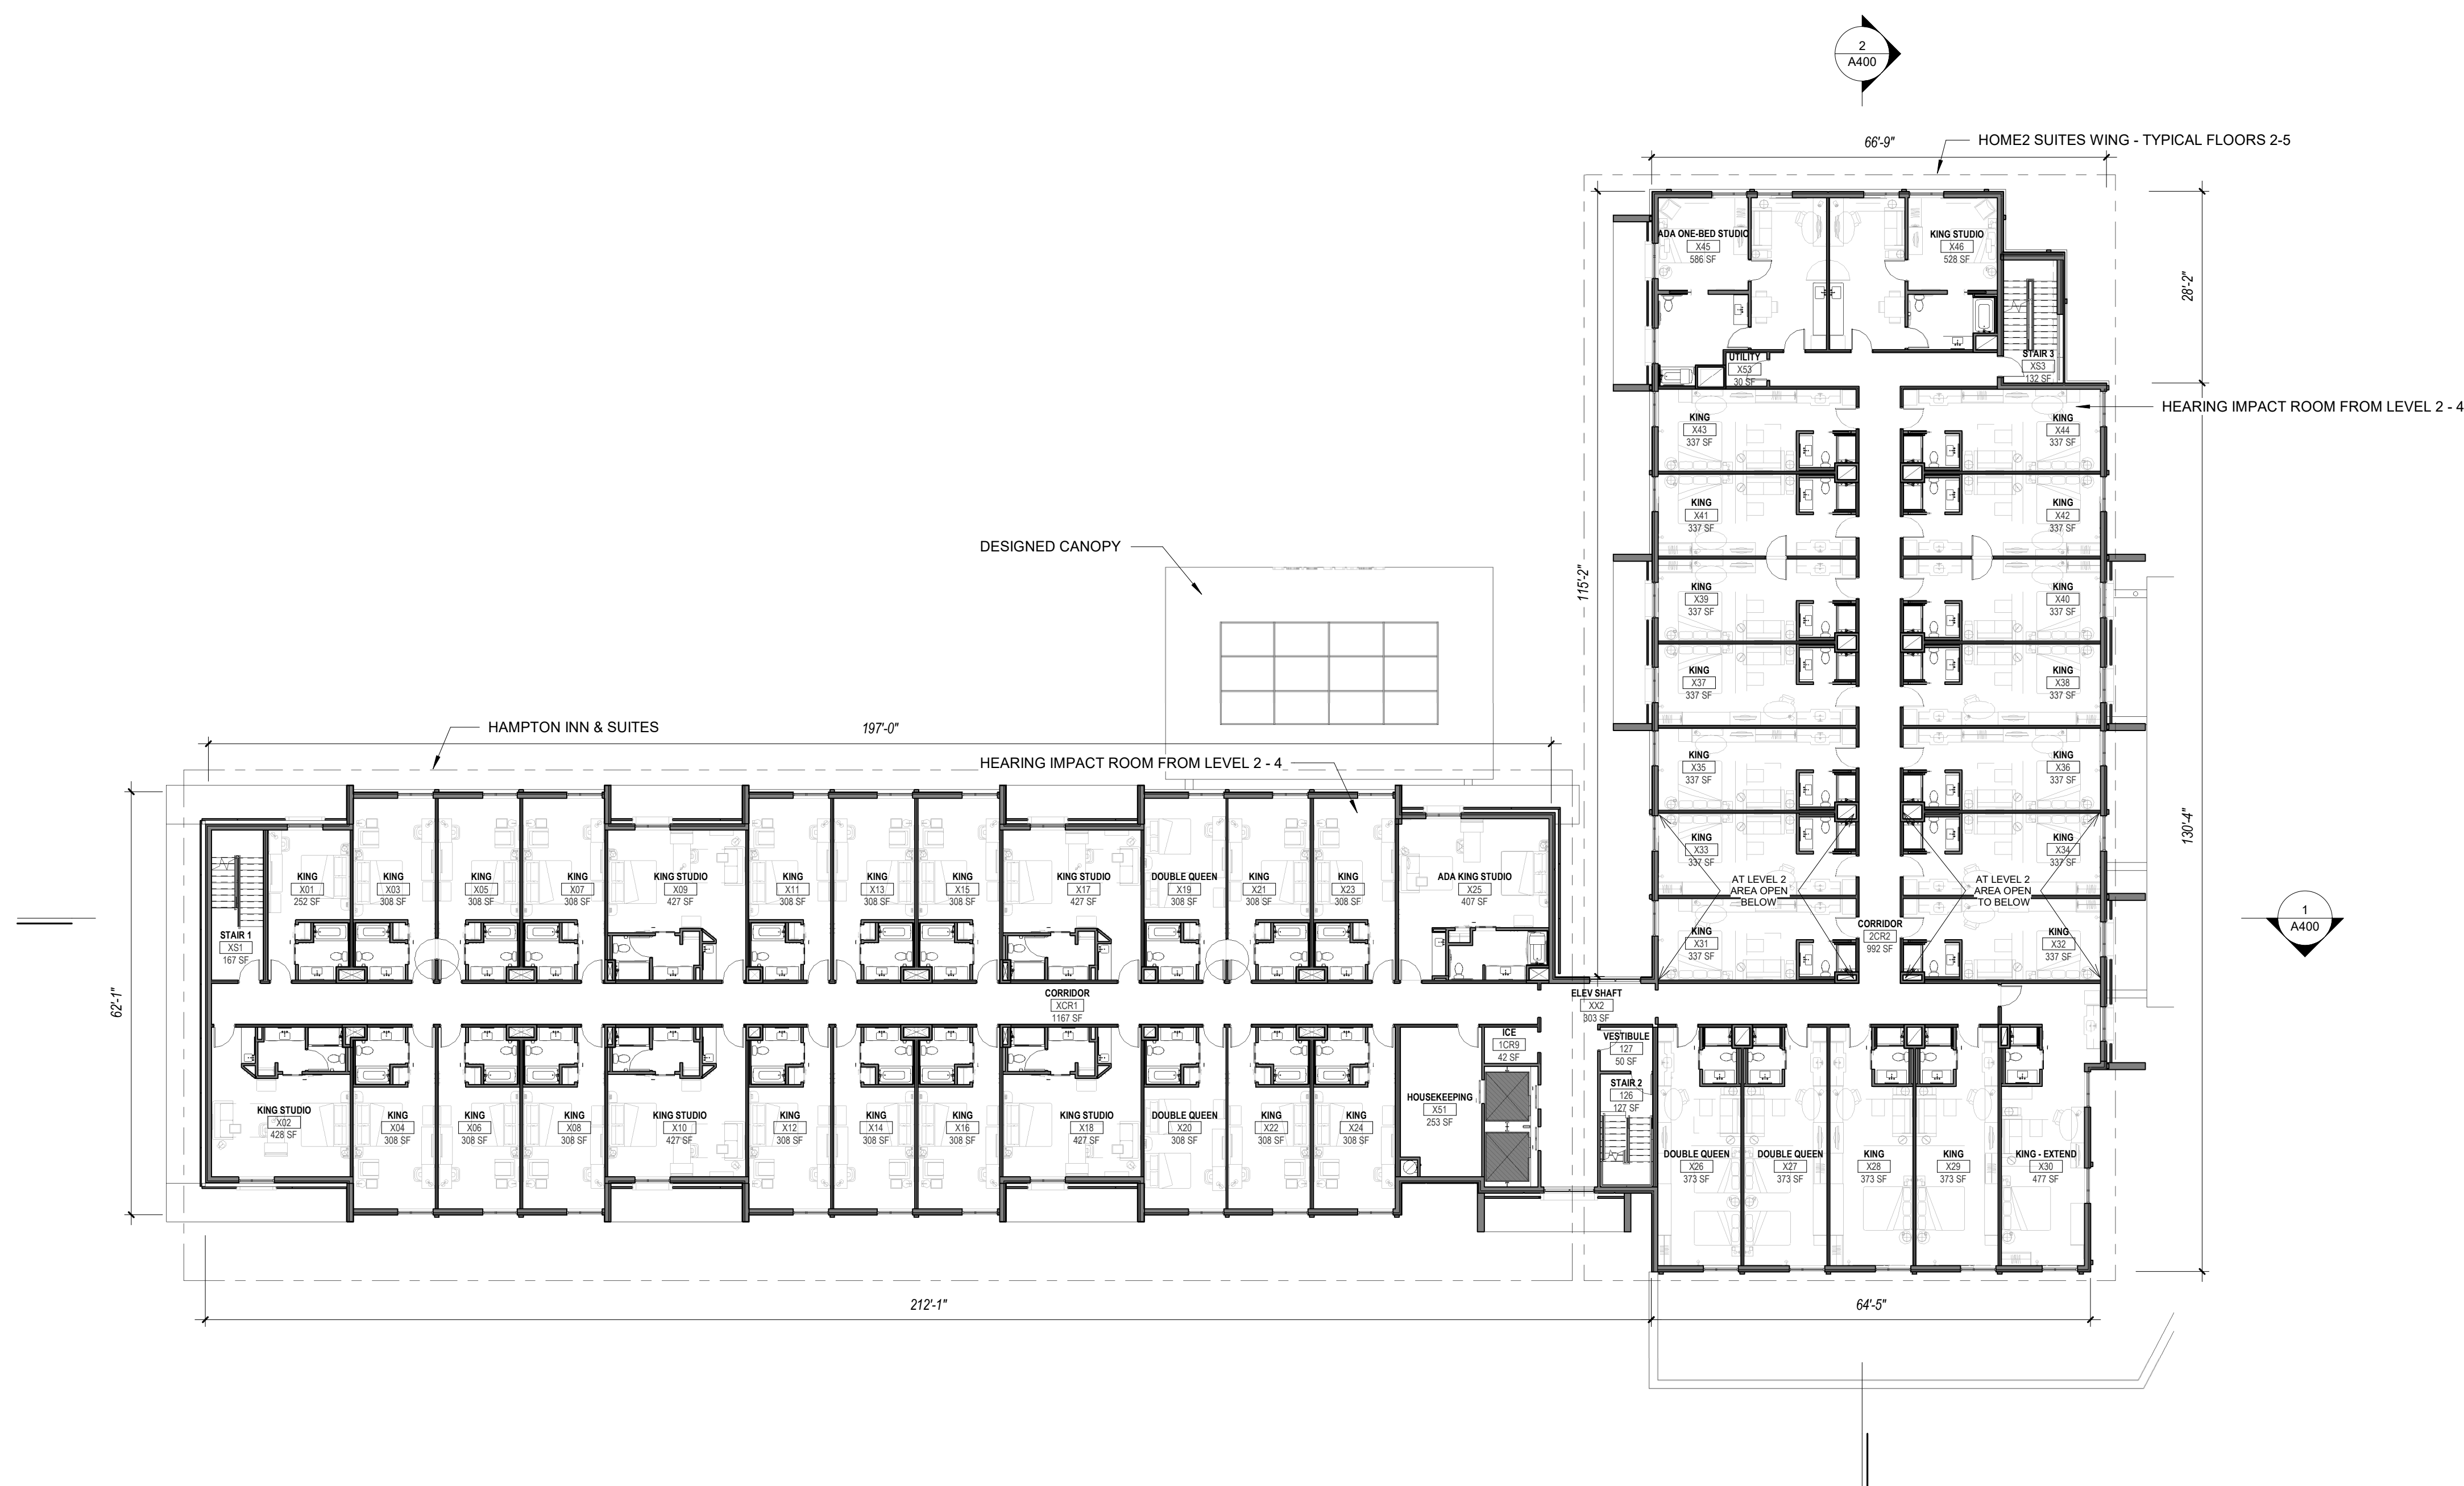 2
A400
66'-9"
HOME2 SUITES WING - TYPICAL FLOORS 2-5
ADA ONE-BED STUDIO
X45
586 SF
KING STUDIO
X46
528 SF
28'-2"
UTILITY
X53
30 SF
STAIR 3
XS3
132 SF
HEARING IMPACT ROOM FROM LEVEL 2 - 4
KING
X43
337 SF
KING
X44
337 SF
KING
X41
337 SF
KING
X42
337 SF
DESIGNED CANOPY
115'-2"
KING
X39
337 SF
KING
X40
337 SF
KING
X37
337 SF
KING
X38
337 SF
HAMPTON INN & SUITES
197'-0"
HEARING IMPACT ROOM FROM LEVEL 2 - 4
KING
X35
337 SF
KING
X36
337 SF
130'-4"
KING
X33
337 SF
KING
X34
337 SF
AT LEVEL 2
AREA OPEN
BELOW
AT LEVEL 2
AREA OPEN
TO BELOW
KING
X31
337 SF
CORRIDOR
2CR2
992 SF
KING
X32
337 SF
1
A400
KING
X01
252 SF
KING
X03
308 SF
KING
X05
308 SF
KING
X07
308 SF
KING STUDIO
X09
427 SF
KING
X11
308 SF
KING
X13
308 SF
KING
X15
308 SF
KING STUDIO
X17
427 SF
DOUBLE QUEEN
X19
308 SF
KING
X21
308 SF
KING
X23
308 SF
ADA KING STUDIO
X25
407 SF
STAIR 1
XS1
167 SF
62'-1"
CORRIDOR
XCR1
1167 SF
ELEV SHAFT
XX2
303 SF
ICE
1CR9
42 SF
VESTIBULE
127
50 SF
STAIR 2
126
127 SF
HOUSEKEEPING
X51
253 SF
KING STUDIO
X02
428 SF
KING
X04
308 SF
KING
X06
308 SF
KING
X08
308 SF
KING STUDIO
X10
427 SF
KING
X12
308 SF
KING
X14
308 SF
KING
X16
308 SF
KING STUDIO
X18
427 SF
DOUBLE QUEEN
X20
308 SF
KING
X22
308 SF
KING
X24
308 SF
DOUBLE QUEEN
X26
373 SF
DOUBLE QUEEN
X27
373 SF
KING
X28
373 SF
KING
X29
373 SF
KING - EXTEND
X30
477 SF
212'-1"
64'-5"